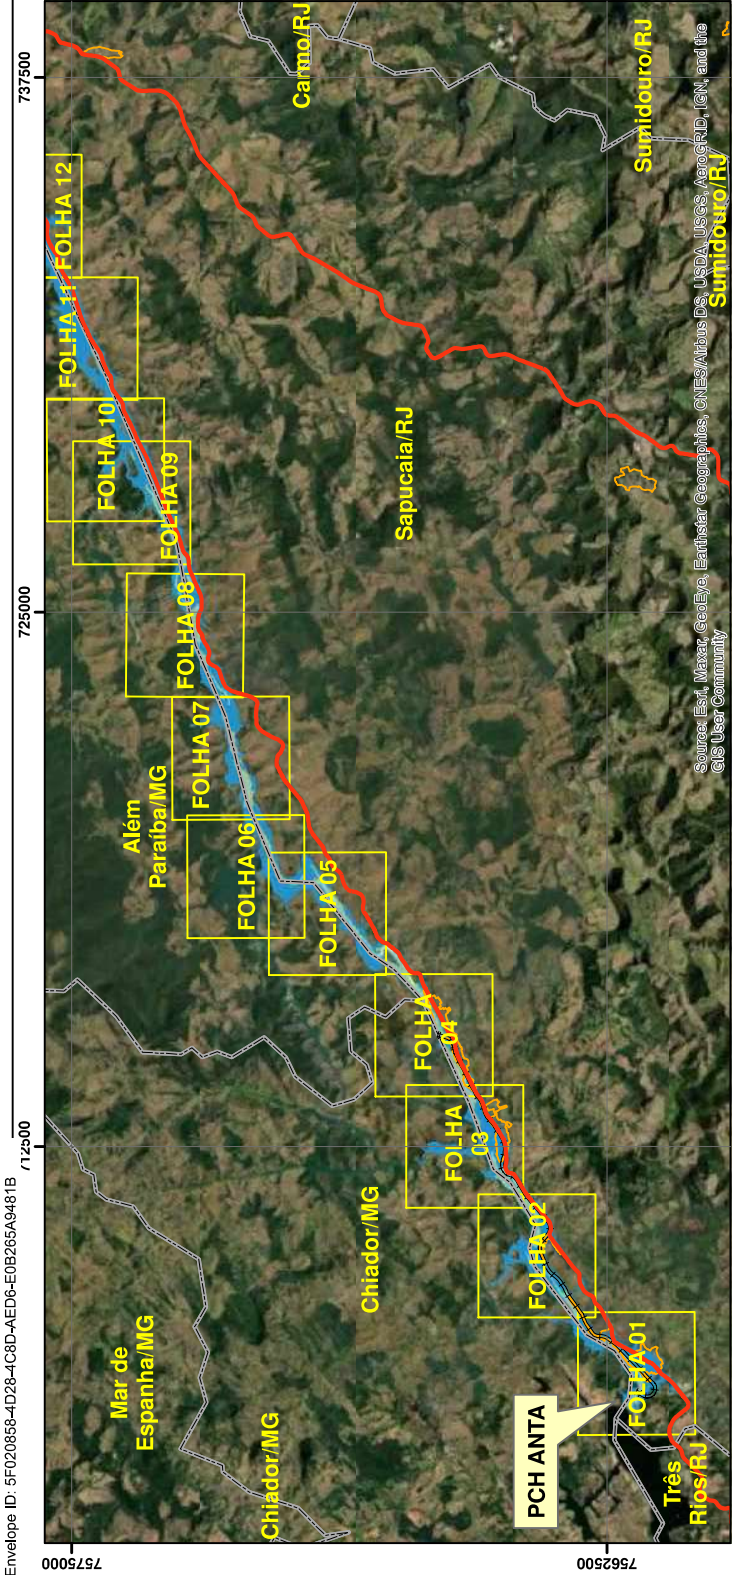 Envelope ID: 5F020858-4D28-4C8D-AED6-E0B265A9481B
712500
725000
737500
7575000
7562500
Mar de
Espanha/MG
Chiador/MG
Chiador/MG
Além
Paraíba/MG
Três
Rios/RJ
PCH ANTA
FOLHA 01
FOLHA 02
FOLHA
03
FOLHA
04
FOLHA 05
FOLHA 06
FOLHA 07
FOLHA 08
FOLHA 09
FOLHA 10
FOLHA 11
FOLHA 12
Sapucaia/RJ
Carmo/RJ
Sumidouro/RJ
Sumidouro/RJ
Source: Esri, Maxar, GeoEye, Earthstar Geographics, CNES/Airbus DS, USDA, USGS, AeroGRID, IGN, and the
GIS User Community